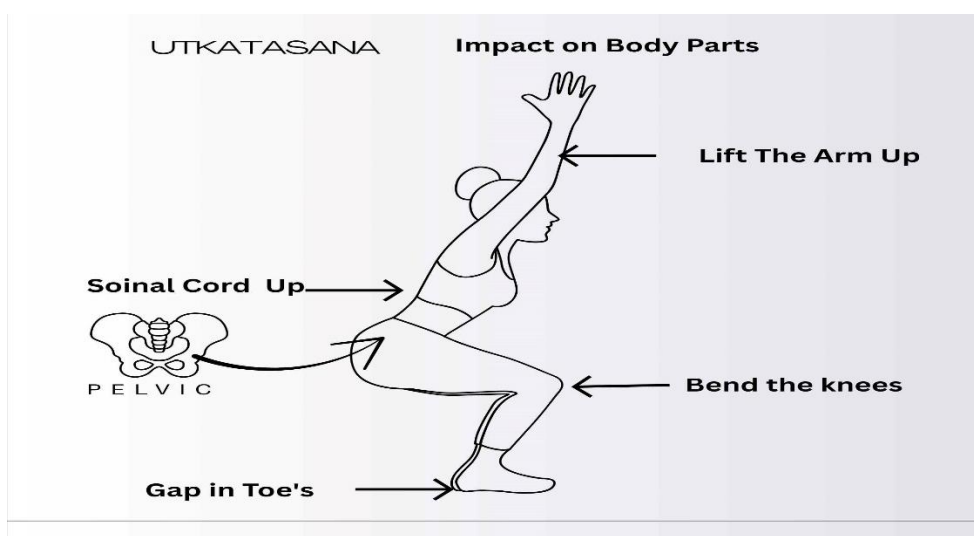 UTKATASANA
Impact on Body Parts
Lift The Arm Up
Soinal Cord Up
PELVIC
Bend the knees
Gap in Toe's